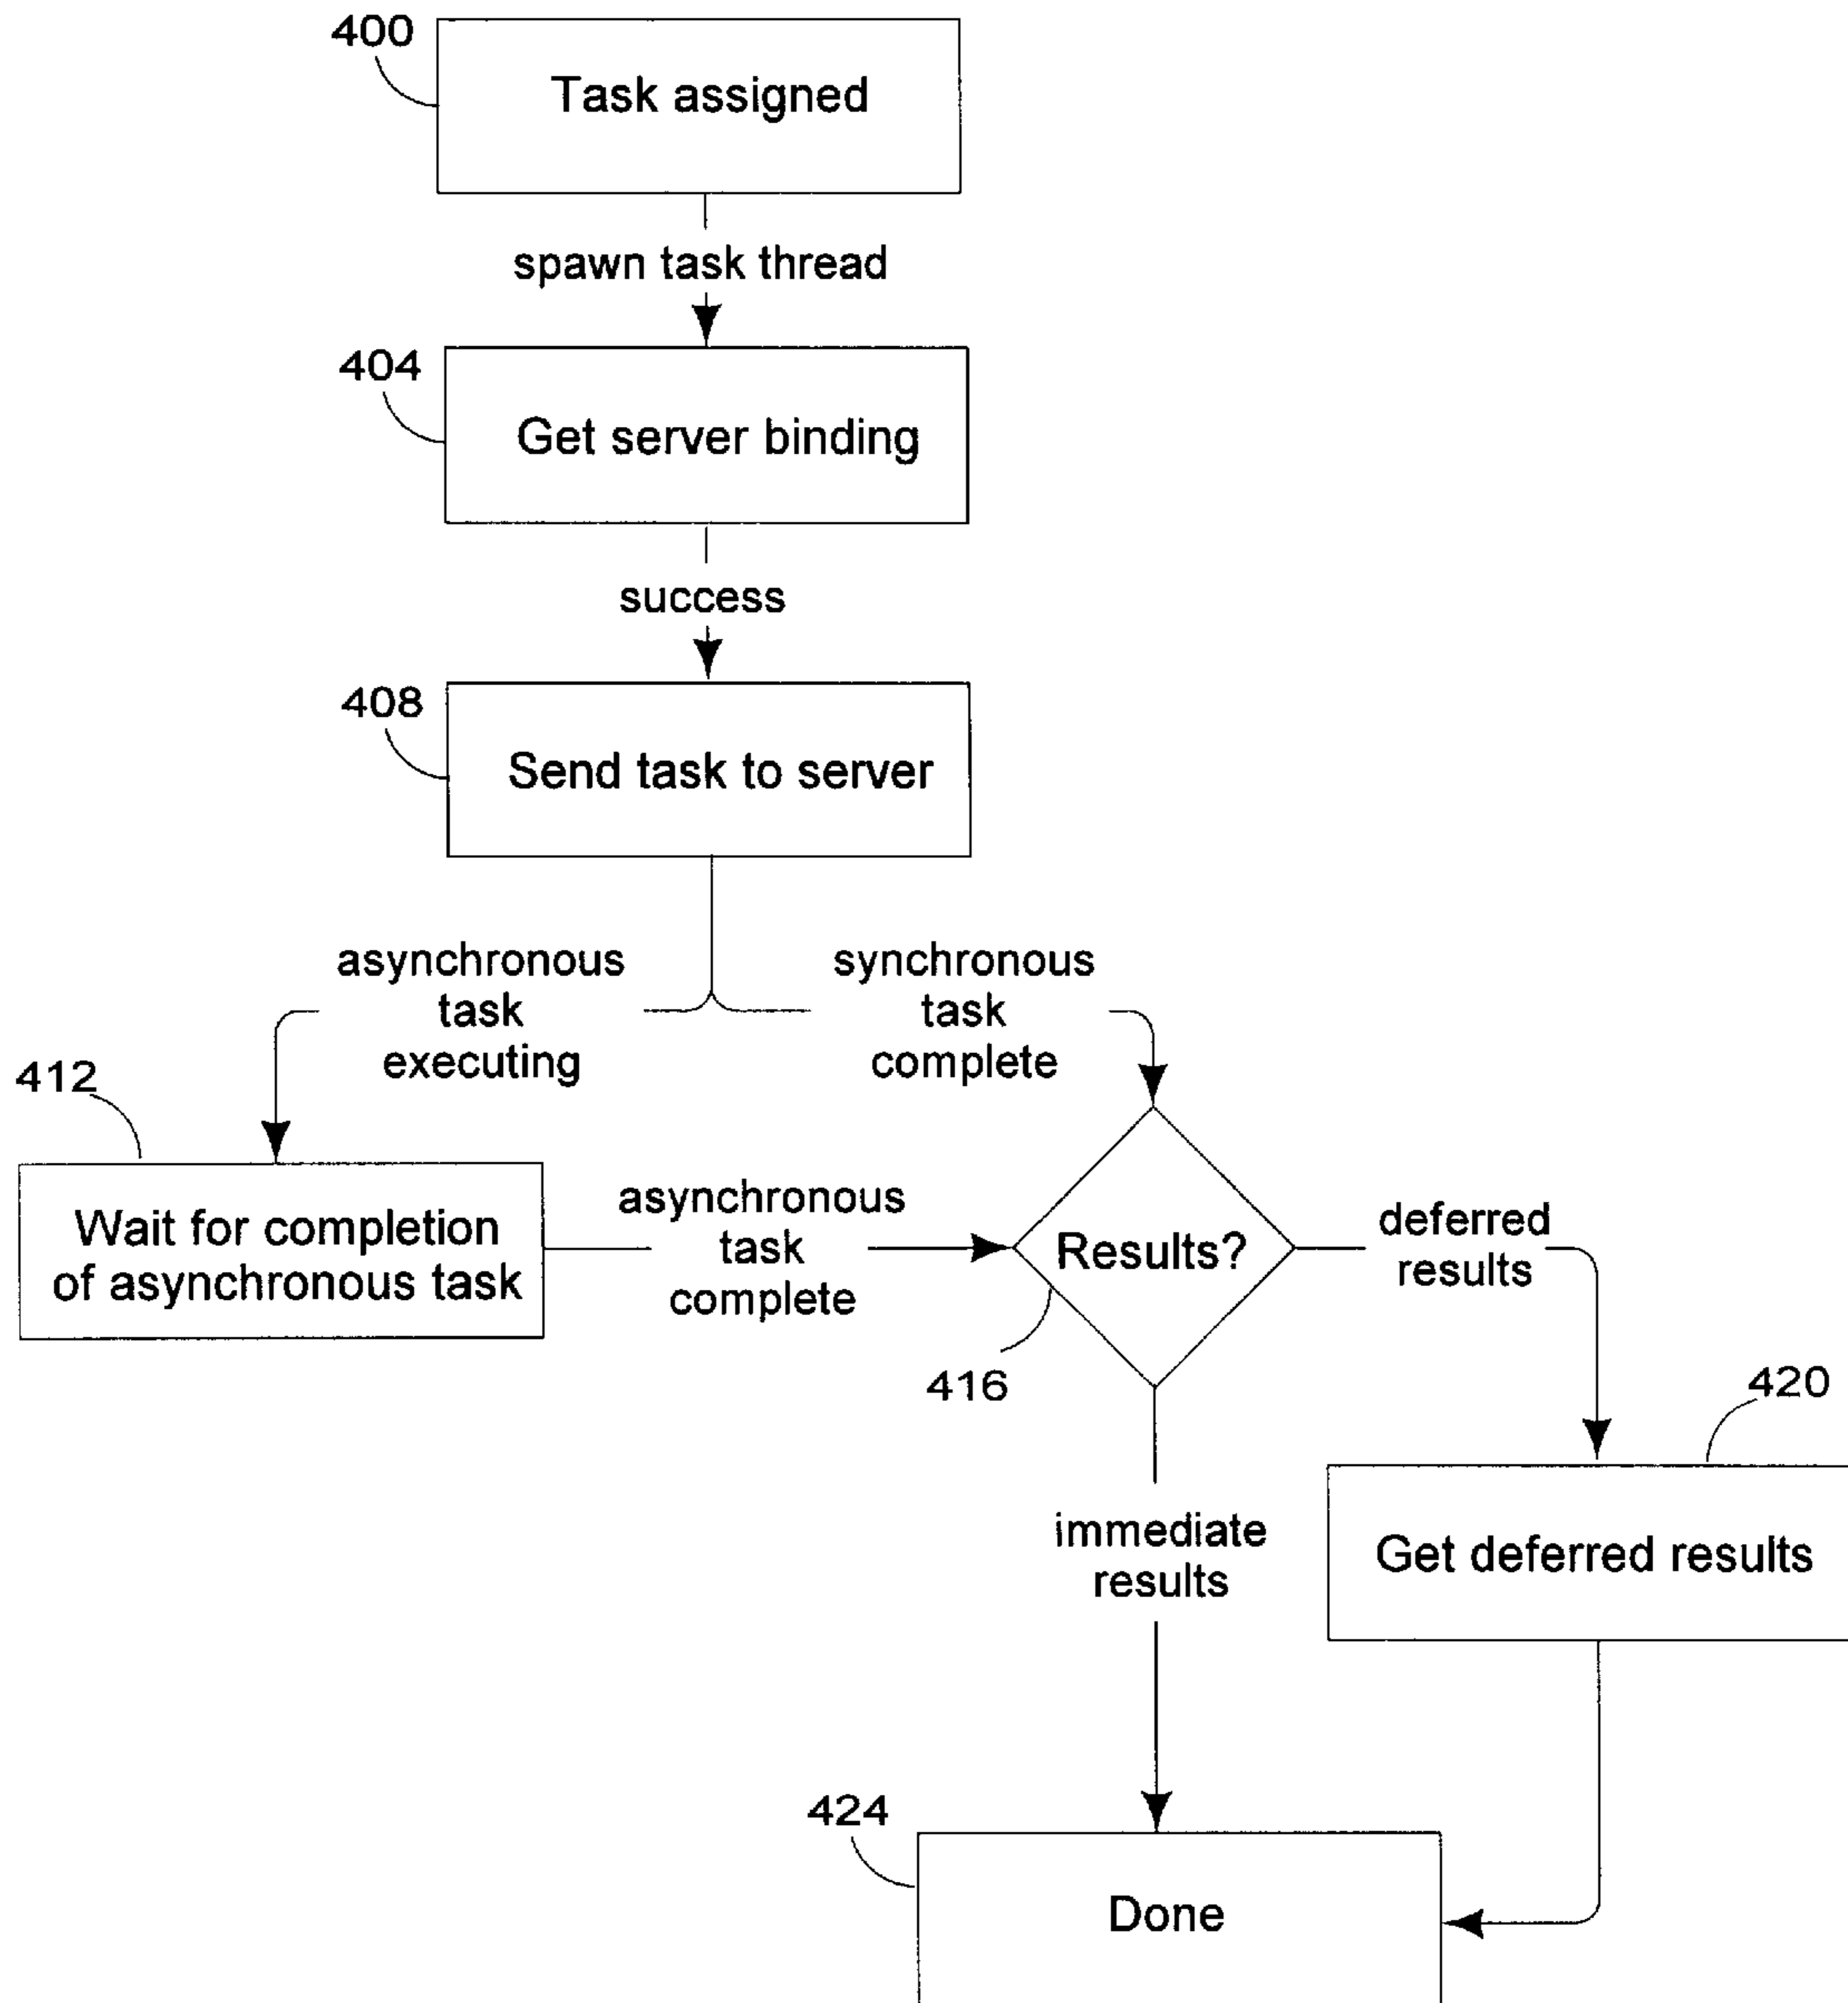 400
Task assigned
spawn task thread
404
Get server binding
success
408
Send task to server
asynchronous
task
executing
synchronous
task
complete
412
Wait for completion
of asynchronous task
asynchronous
task
complete
Results?
416
deferred
results
420
Get deferred results
immediate
results
424
Done